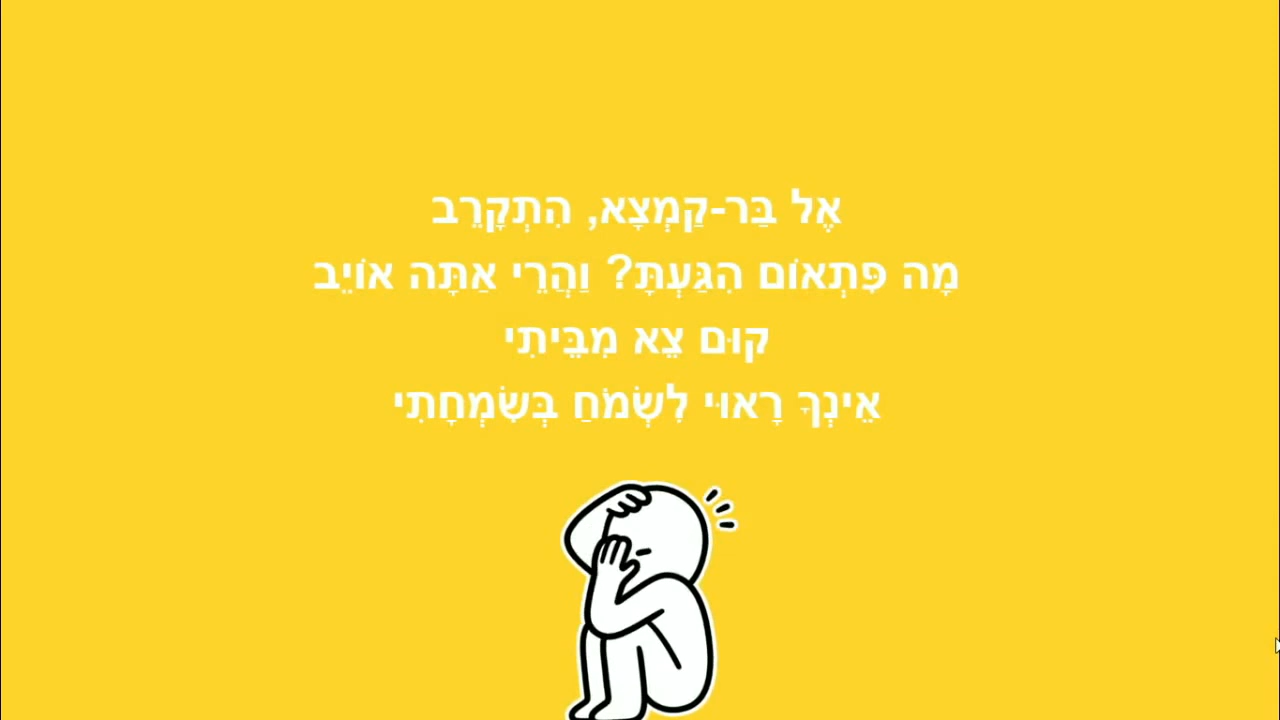 אֶל בַּר-קַמְצָא, הִתְקָרֵב
מָה פִּתְאוֹם הִגַּעְתָּ? וַהֲרֵי אַתָּה אוֹיֵב
קוּם צֵא מִבֵּיתִי
אֵינְךָ רָאוּי לִשְׂמֹחַ בְּשִׂמְחָתִי